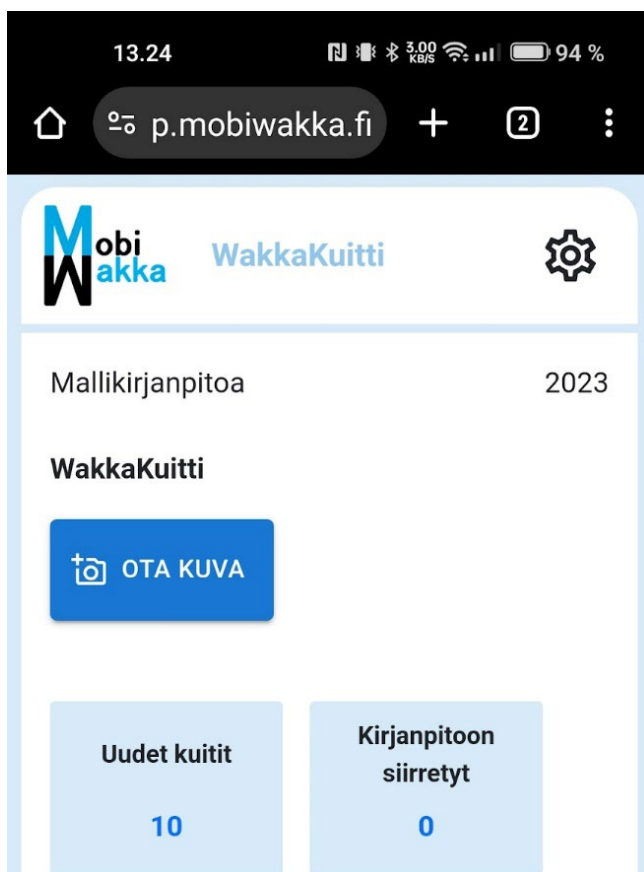 13.24 3.00 KB/S 94 %
p.mobiwakka.fi 2
Mobi
Wakka
WakkaKuitti
Mallikirjanpitoa 2023
WakkaKuitti
OTA KUVA
Uudet kuitit
10
Kirjanpitoon
siirretyt
0